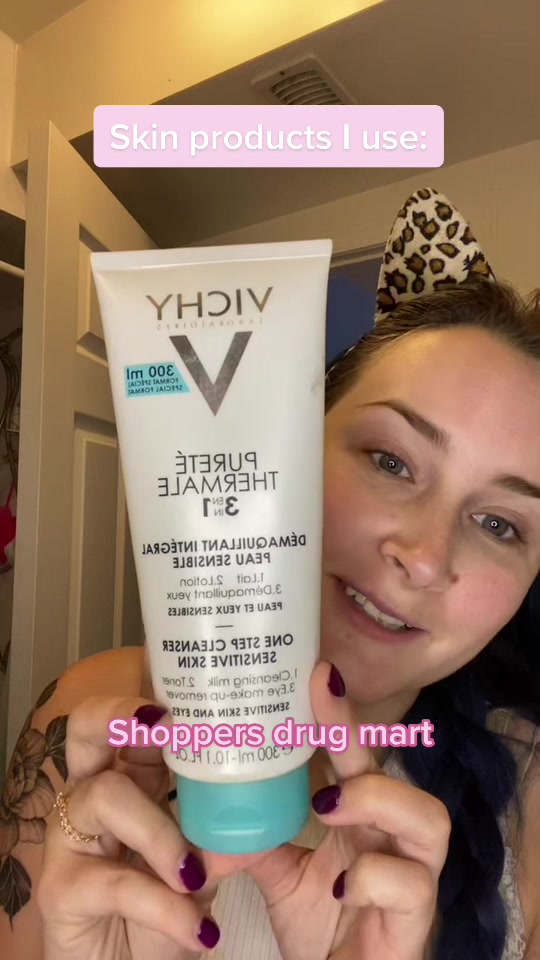 Skin products I use:
VICHY
LABORATOIRES
V
300 ml
FORMAT SPÉCIAL
SPECIAL FORMAT
PURETÉ
THERMALE
3 EN IN 1
DÉMAQUILLANT INTÉGRAL
PEAU SENSIBLE
1.Lait 2.Lotion
3.Démaquillant yeux
PEAU ET YEUX SENSIBLES
ONE STEP CLEANSER
SENSITIVE SKIN
1.Cleansing milk 2.Toner
3.Eye make-up remover
SENSITIVE SKIN AND EYES
Shoppers drug mart
300 ml-10.1 FL.OZ